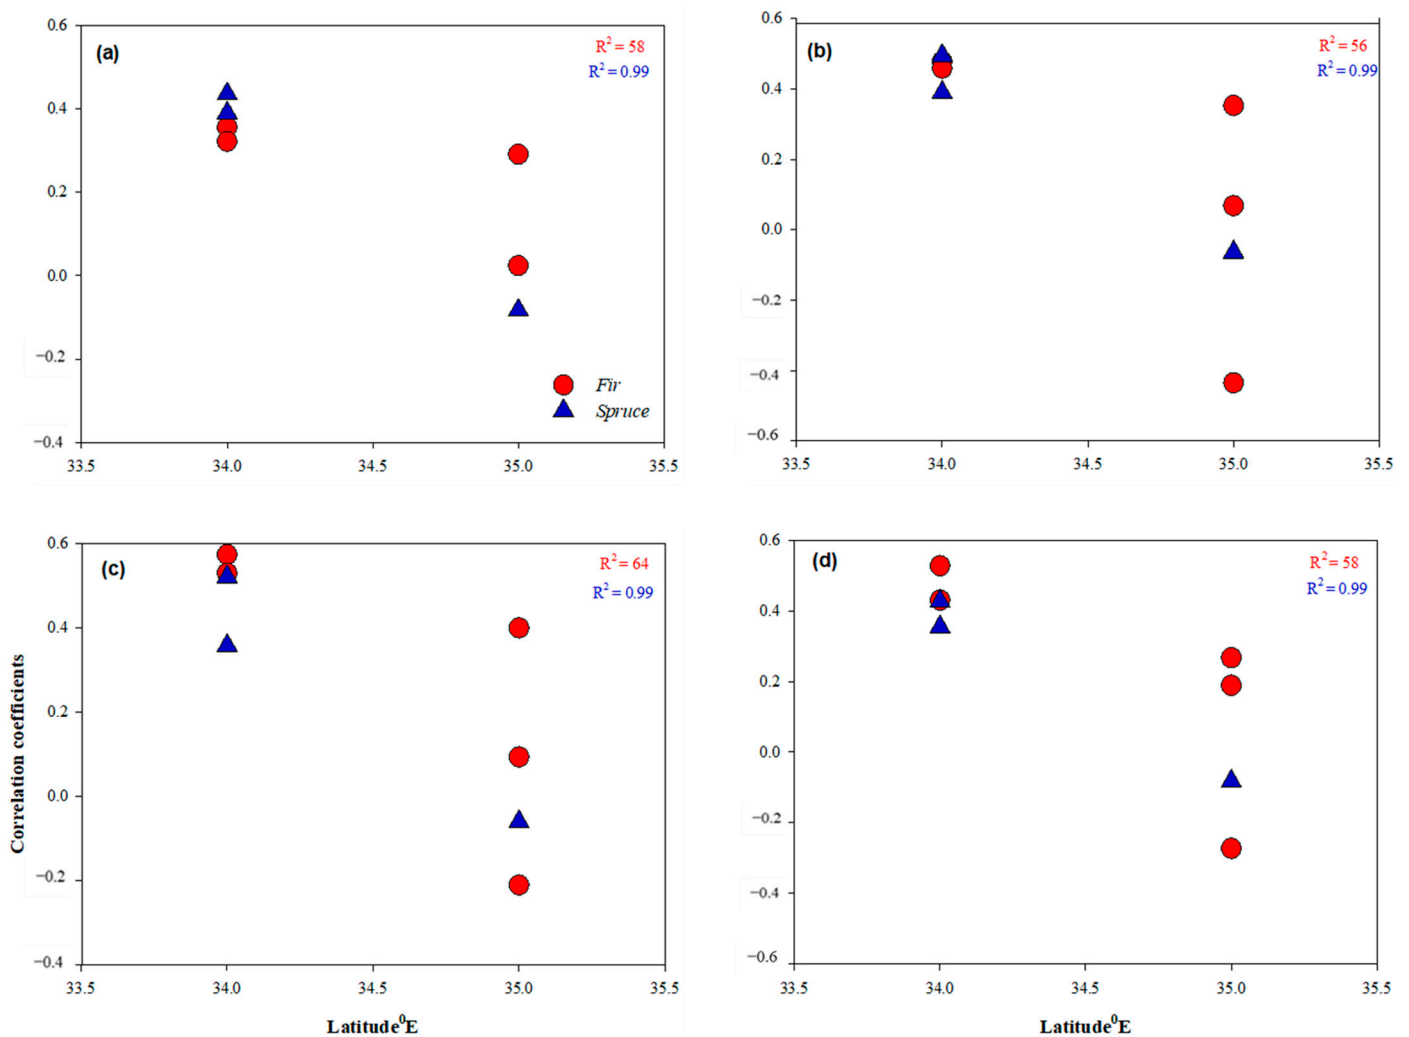 (a)
R² = 58
R² = 0.99
0.6
0.4
0.2
0.0
−0.2
−0.4
Fir
Spruce
33.5 34.0 34.5 35.0 35.5
(b)
R² = 56
R² = 0.99
0.6
0.4
0.2
0.0
−0.2
−0.4
−0.6
33.5 34.0 34.5 35.0 35.5
Correlation coefficients
(c)
R² = 64
R² = 0.99
0.6
0.4
0.2
0.0
−0.2
−0.4
33.5 34.0 34.5 35.0 35.5
Latitude⁰E
(d)
R² = 58
R² = 0.99
0.6
0.4
0.2
0.0
−0.2
−0.4
−0.6
33.5 34.0 34.5 35.0 35.5
Latitude⁰E